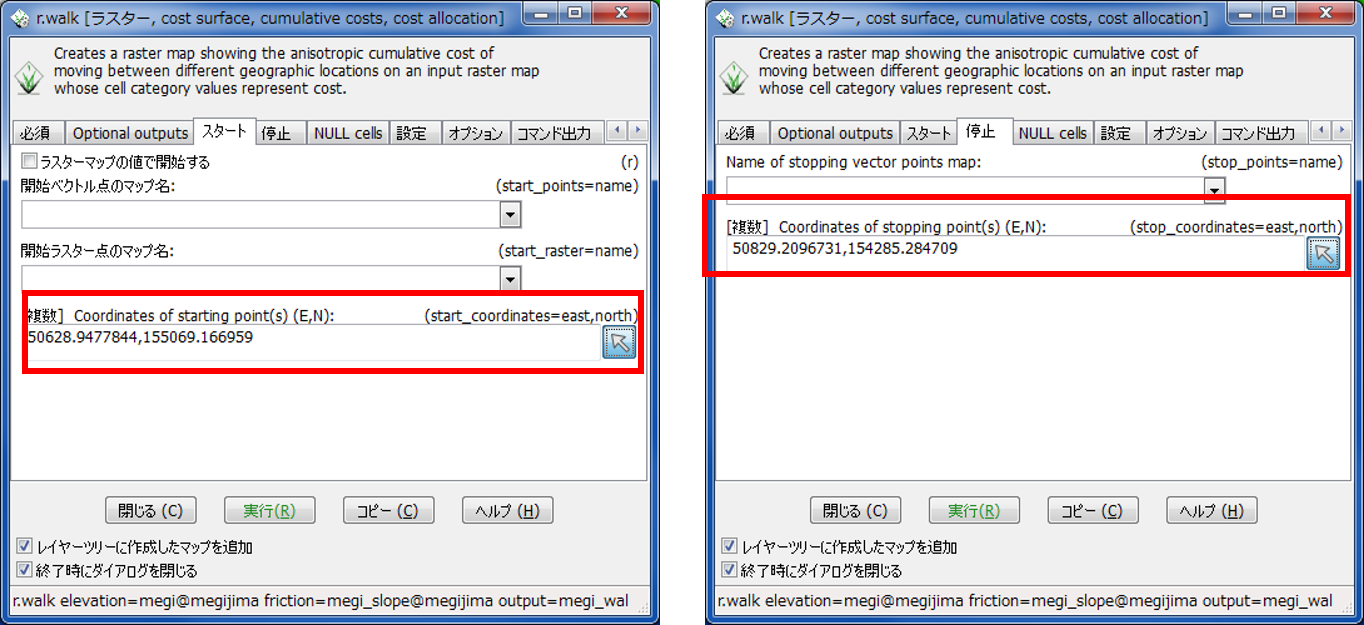 r.walk [ラスター, cost surface, cumulative costs, cost allocation]
Creates a raster map showing the anisotropic cumulative cost of
moving between different geographic locations on an input raster map
whose cell category values represent cost.
必須 Optional outputs スタート 停止 NULL cells 設定 オプション コマンド出力
ラスターマップの値で開始する (r)
開始ベクトル点のマップ名: (start_points=name)
開始ラスター点のマップ名: (start_raster=name)
複数] Coordinates of starting point(s) (E,N): (start_coordinates=east,north)
50628.9477844,155069.166959
閉じる (C) 実行(R) コピー (C) ヘルプ (H)
レイヤーツリーに作成したマップを追加
終了時にダイアログを閉じる
r.walk elevation=megi@megijima friction=megi_slope@megijima output=megi_wal
r.walk [ラスター, cost surface, cumulative costs, cost allocation]
Creates a raster map showing the anisotropic cumulative cost of
moving between different geographic locations on an input raster map
whose cell category values represent cost.
必須 Optional outputs スタート 停止 NULL cells 設定 オプション コマンド出力
Name of stopping vector points map: (stop_points=name)
[複数] Coordinates of stopping point(s) (E,N): (stop_coordinates=east,north)
50829.2096731,154285.284709
閉じる (C) 実行(R) コピー (C) ヘルプ (H)
レイヤーツリーに作成したマップを追加
終了時にダイアログを閉じる
r.walk elevation=megi@megijima friction=megi_slope@megijima output=megi_wal